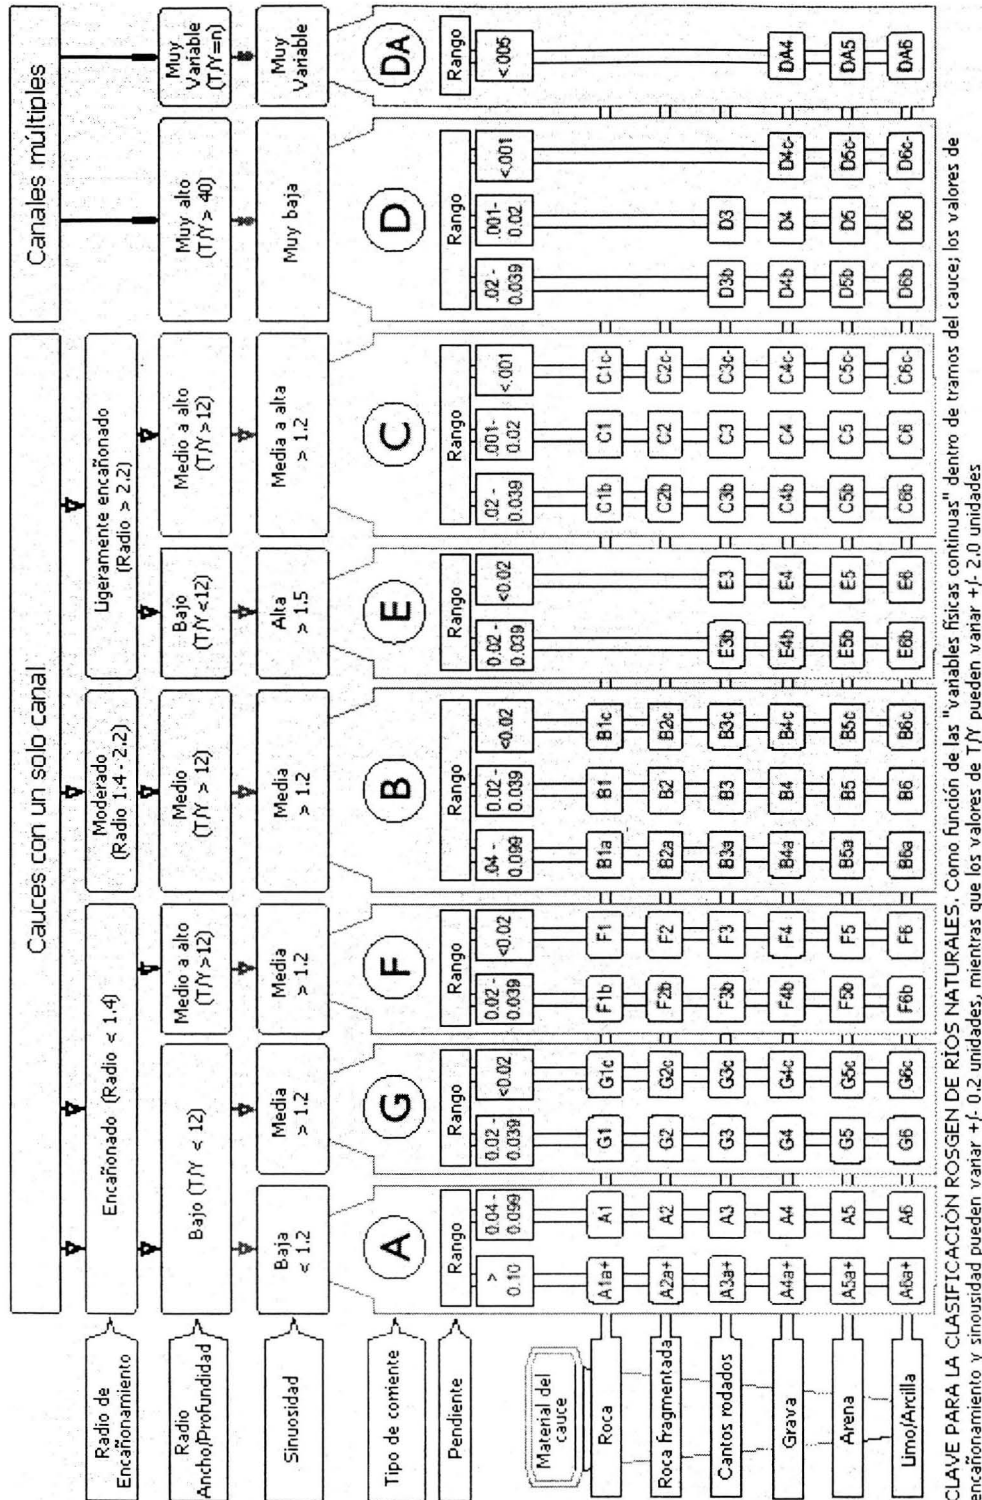 Cauces con un solo canal
Canales múltiples
Radio de
Encañonamiento
Encañonado (Radio < 1.4)
Moderado
(Radio 1.4 - 2.2)
Ligeramente encañonado
(Radio > 2.2)
Radio
Ancho/Profundidad
Bajo (T/Y < 12)
Medio a alto
(T/Y >12)
Medio
(T/Y > 12)
Bajo
(T/Y <12)
Medio a alto
(T/Y >12)
Muy alto
(T/Y > 40)
Muy
Variable
(T/Y=n)
Sinuosidad
Baja
< 1.2
Media
> 1.2
Media
> 1.2
Media
> 1.2
Alta
> 1.5
Media a alta
> 1.2
Muy baja
Muy
Variable
Tipo de corriente
A G F B E C D DA
Pendiente
Rango Rango Rango Rango Rango Rango Rango Rango
>
0.10
0.04 -
0.099
0.02 -
0.039
<0.02
0.02 -
0.039
<0.02
.04 -
0.099
0.02 -
0.039
<0.02
0.02 -
0.039
<0.02
.02 -
0.039
.001-
0.02
<.001
.02 -
0.039
.001-
0.02
<.001
<.005
Material del
cauce
Roca A1a+ A1 G1 G1c F1b F1 B1a B1 B1c C1b C1 C1c-
Roca fragmentada A2a+ A2 G2 G2c F2b F2 B2a B2 B2c C2b C2 C2c-
Cantos rodados A3a+ A3 G3 G3c F3b F3 B3a B3 B3c E3b E3 C3b C3 C3c- D3b D3
Grava A4a+ A4 G4 G4c F4b F4 B4a B4 B4c E4b E4 C4b C4 C4c- D4b D4 D4c- DA4
Arena A5a+ A5 G5 G5c F5b F5 B5a B5 B5c E5b E5 C5b C5 C5c- D5b D5 D5c- DA5
Limo/Arcilla A6a+ A6 G6 G6c F6b F6 B6a B6 B6c E6b E6 C6b C6 C6c- D6b D6 D6c- DA6
CLAVE PARA LA CLASIFICACIÓN ROSGEN DE RÍOS NATURALES. Como función de las "variables físicas continuas" dentro de tramos del cauce; los valores de
encañonamiento y sinuosidad pueden variar +/- 0.2 unidades, mientras que los valores de T/Y pueden variar +/- 2.0 unidades